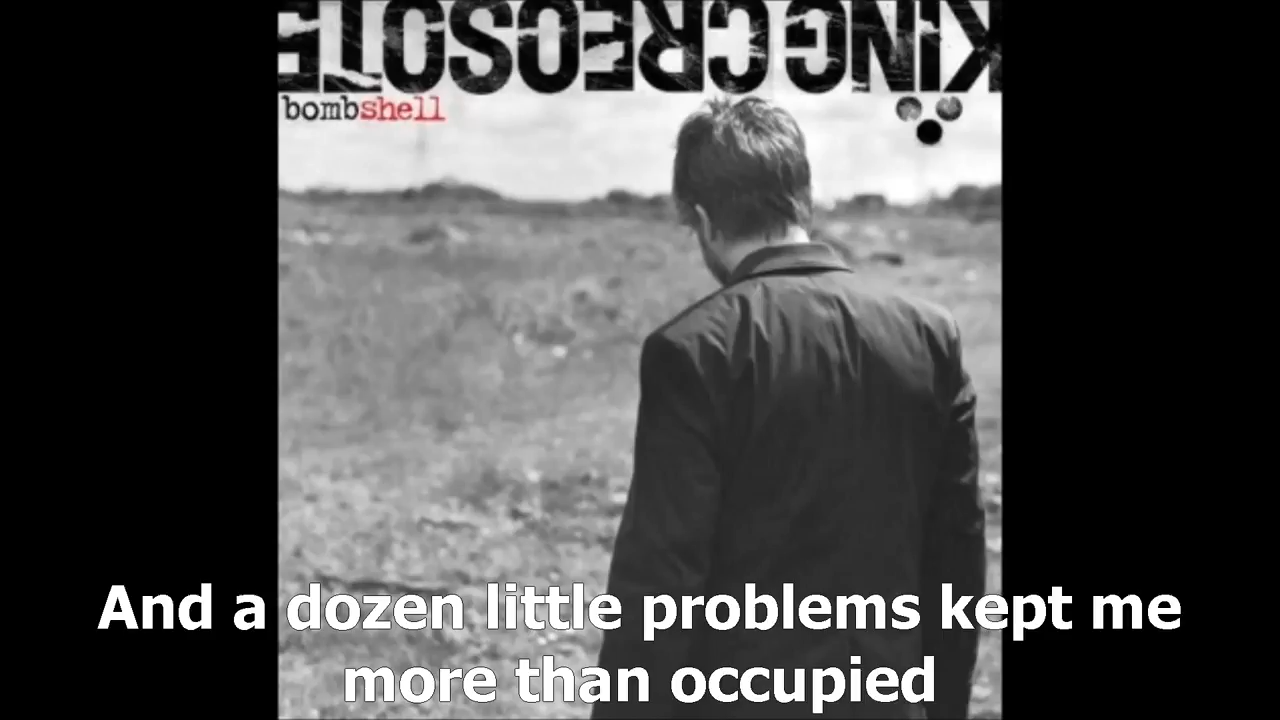 KING CREOSOTE
bombshell
And a dozen little problems kept me
more than occupied